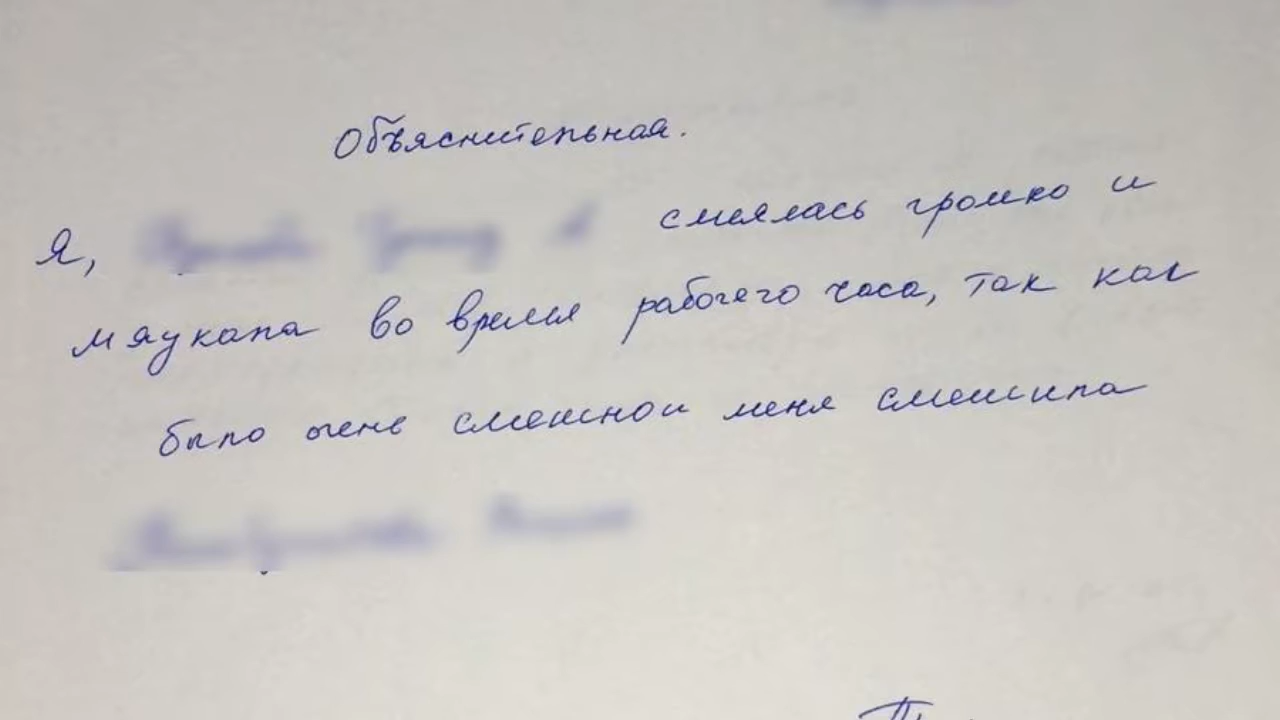 Объяснительная.
Я, смеялась громко и
мяукала во время рабочего часа, так как
было очень смешно и меня смешила